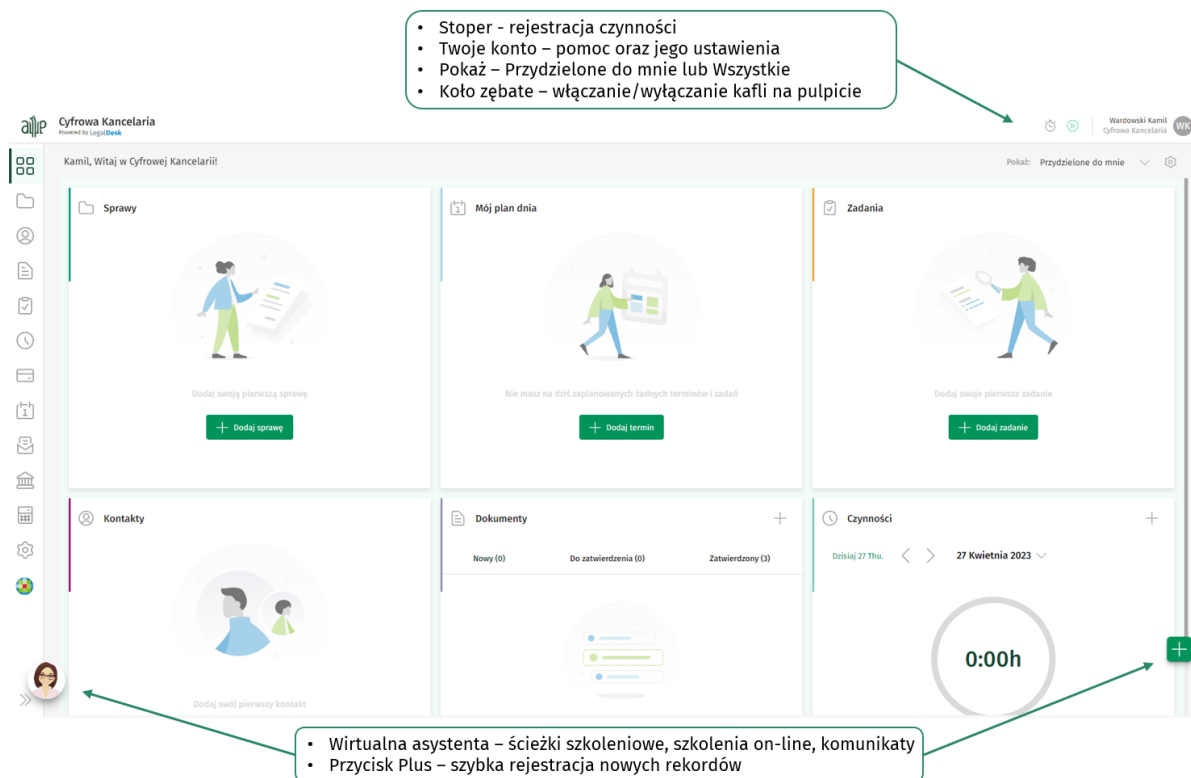 • Stoper - rejestracja czynności
• Twoje konto – pomoc oraz jego ustawienia
• Pokaż – Przydzielone do mnie lub Wszystkie
• Koło zębate – włączanie/wyłączanie kafli na pulpicie
aiip Cyfrowa Kancelaria
Powered by LegalDesk
Wardowski Kamil
Cyfrowa Kancelaria
WK
Kamil, Witaj w Cyfrowej Kancelarii!
Pokaż: Przydzielone do mnie
Sprawy
Dodaj swoją pierwszą sprawę
+ Dodaj sprawę
1 Mój plan dnia
Nie masz na dziś zaplanowanych żadnych terminów i zadań
+ Dodaj termin
Zadania
Dodaj swoje pierwsze zadanie
+ Dodaj zadanie
1
Kontakty
Dodaj swój pierwszy kontakt
Dokumenty +
Nowy (0) Do zatwierdzenia (0) Zatwierdzony (3)
Czynności +
Dzisiaj 27 Thu. 27 Kwietnia 2023
0:00h
+
• Wirtualna asystenta – ścieżki szkoleniowe, szkolenia on-line, komunikaty
• Przycisk Plus – szybka rejestracja nowych rekordów